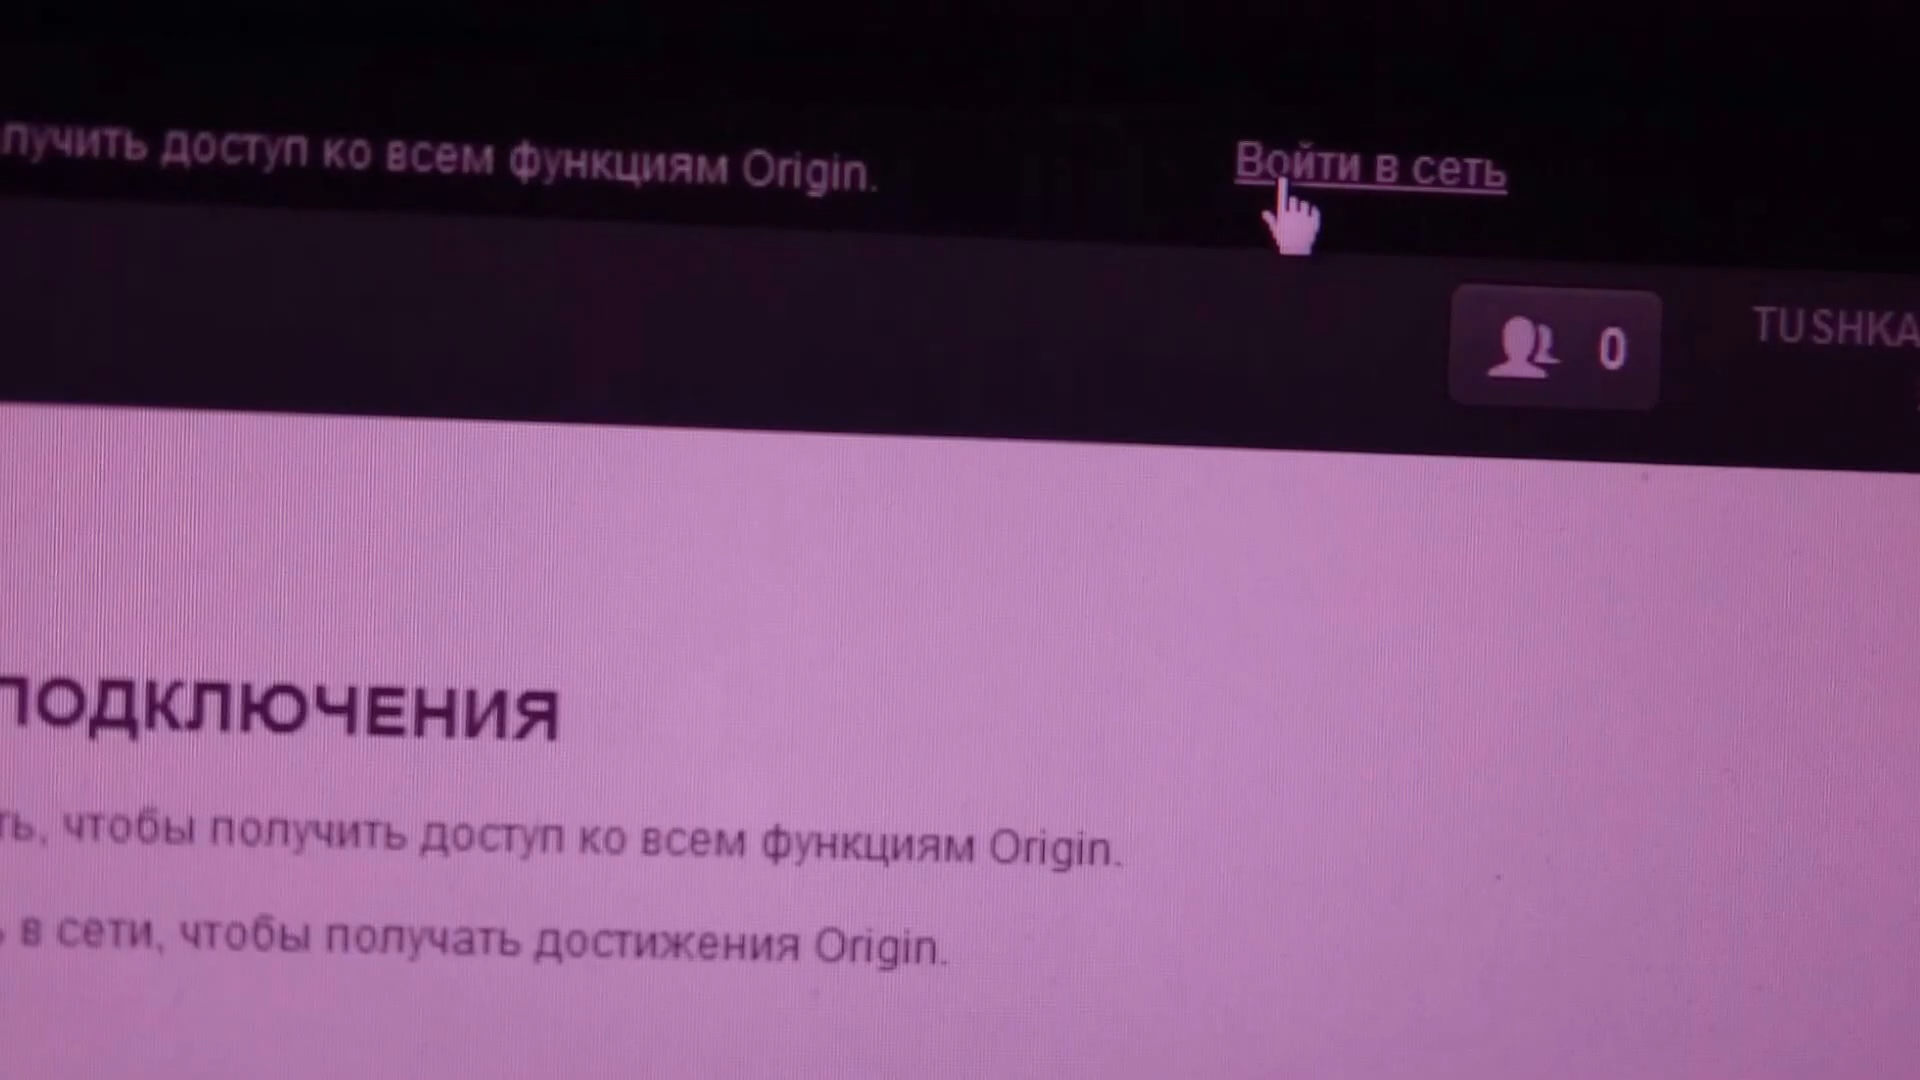 лучить доступ ко всем функциям Origin.
Войти в сеть
0
TUSHKA
ПОДКЛЮЧЕНИЯ
ть, чтобы получить доступ ко всем функциям Origin.
ь в сети, чтобы получать достижения Origin.